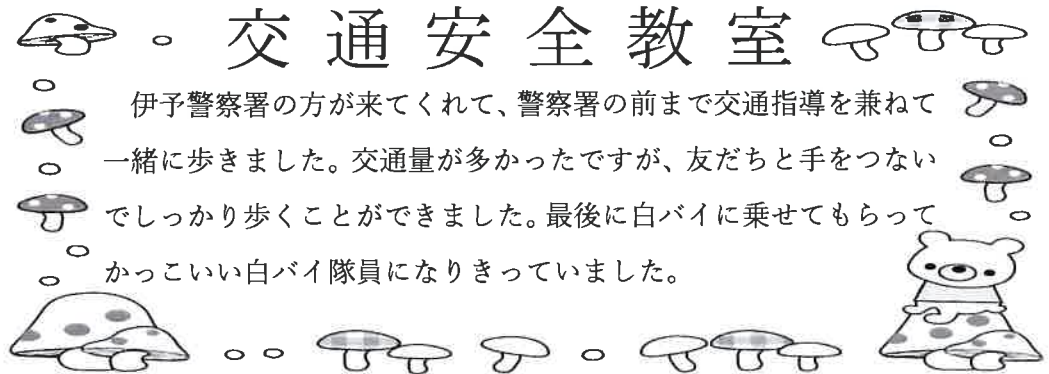 交通安全教室
伊予警察署の方が来てくれて、警察署の前まで交通指導を兼ねて
一緒に歩きました。交通量が多かったですが、友だちと手をつない
でしっかり歩くことができました。最後に白バイに乗せてもらって
かっこいい白バイ隊員になりきっていました。